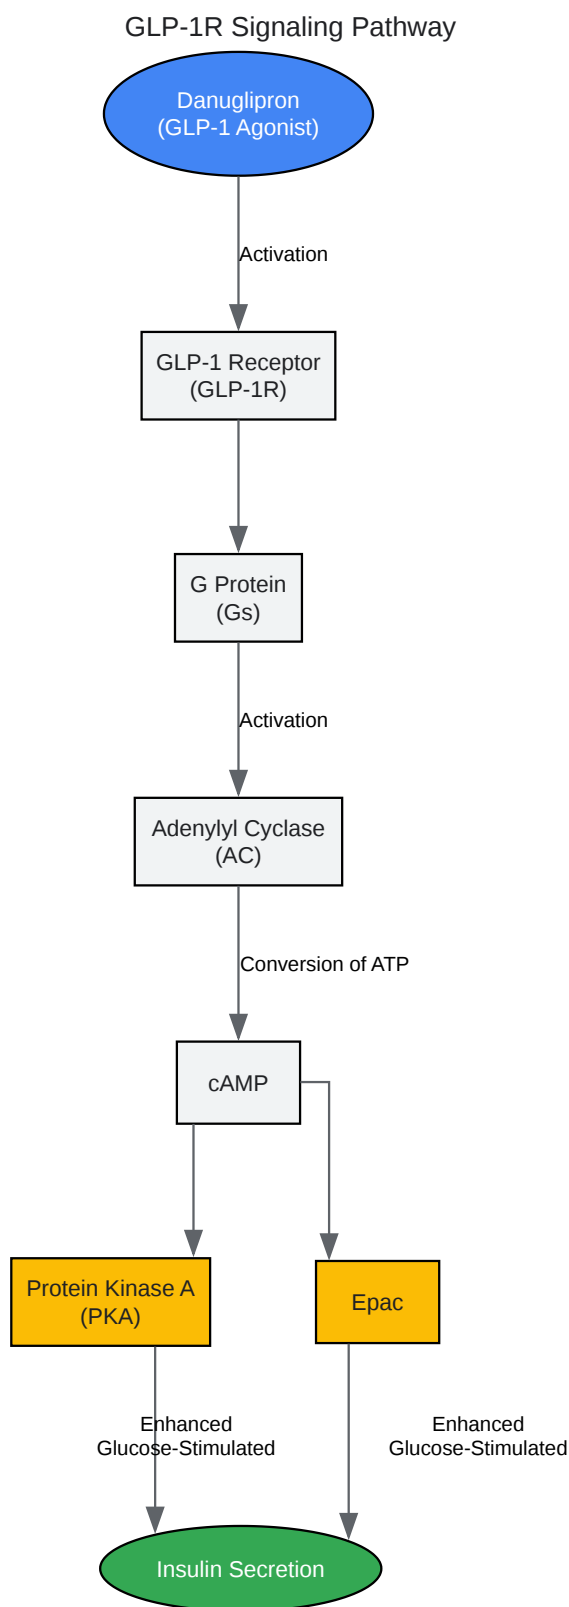 GLP-1R Signaling Pathway
Danuglipron
(GLP-1 Agonist)
Activation
GLP-1 Receptor
(GLP-1R)
G Protein
(Gs)
Activation
Adenylyl Cyclase
(AC)
Conversion of ATP
cAMP
Protein Kinase A
(PKA)
Epac
Enhanced
Glucose-Stimulated
Enhanced
Glucose-Stimulated
Insulin Secretion